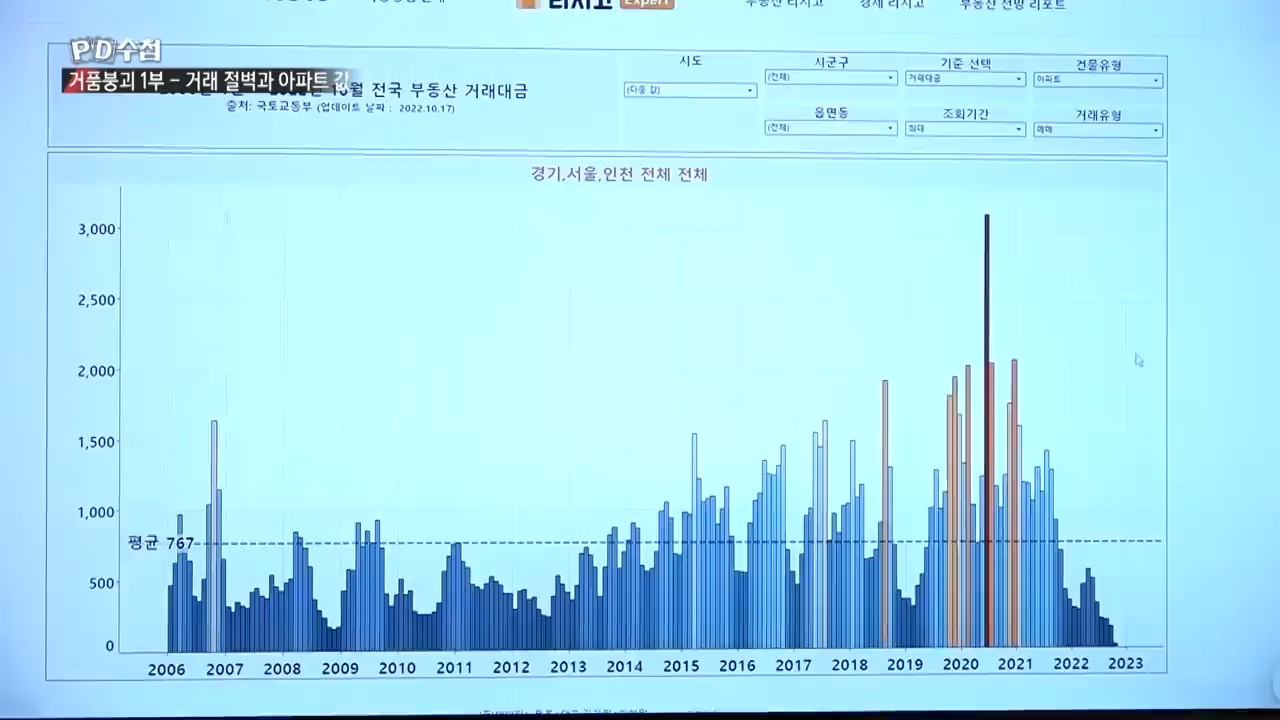 리치고 Expert
부동산 리치고
경제 리치고
부동산 전망 리포트
PD수첩
거품붕괴 1부 – 거래 절벽과 아파트 값
월 전국 부동산 거래대금
출처: 국토교통부 (업데이트 날짜 : 2022.10.17)
시도
시군구
기준 선택
건물유형
(다중 값)
(전체)
거래대금
아파트
읍면동
조회기간
거래유형
(전체)
최대
매매
경기,서울,인천 전체 전체
3,000
2,500
2,000
1,500
1,000
평균 767
500
0
2006 2007 2008 2009 2010 2011 2012 2013 2014 2015 2016 2017 2018 2019 2020 2021 2022 2023